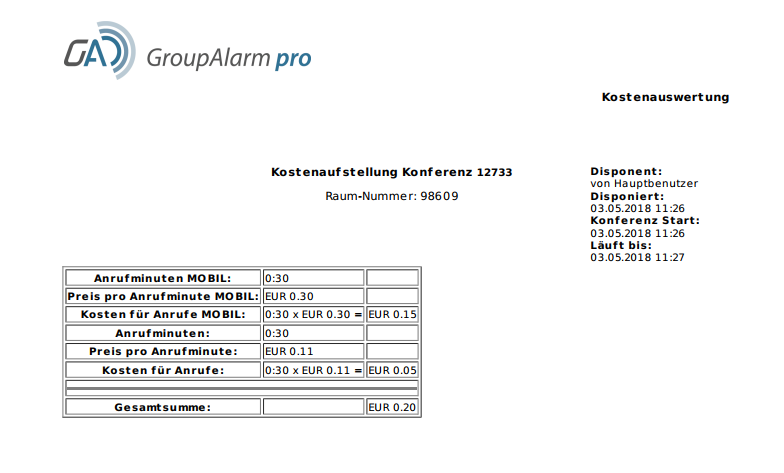 GA GroupAlarm pro
Kostenauswertung
Kostenaufstellung Konferenz 12733
Raum-Nummer: 98609
Disponent:
von Hauptbenutzer
Disponiert:
03.05.2018 11:26
Konferenz Start:
03.05.2018 11:26
Läuft bis:
03.05.2018 11:27
Anrufminuten MOBIL: 0:30
Preis pro Anrufminute MOBIL: EUR 0.30
Kosten für Anrufe MOBIL: 0:30 x EUR 0.30 = EUR 0.15
Anrufminuten: 0:30
Preis pro Anrufminute: EUR 0.11
Kosten für Anrufe: 0:30 x EUR 0.11 = EUR 0.05
Gesamtsumme: EUR 0.20